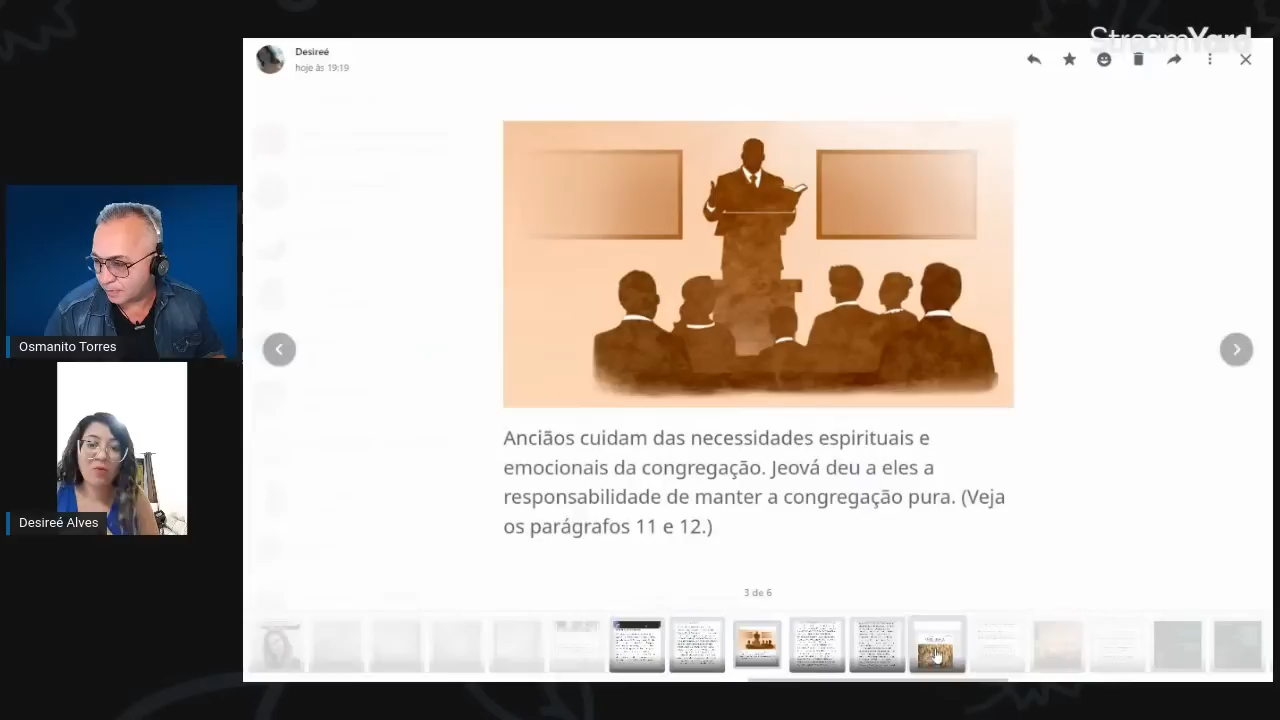 StreamYard
Desireé
hoje às 19:19
Osmanito Torres
Desireé Alves
Anciãos cuidam das necessidades espirituais e
emocionais da congregação. Jeová deu a eles a
responsabilidade de manter a congregação pura. (Veja
os parágrafos 11 e 12.)
3 de 6